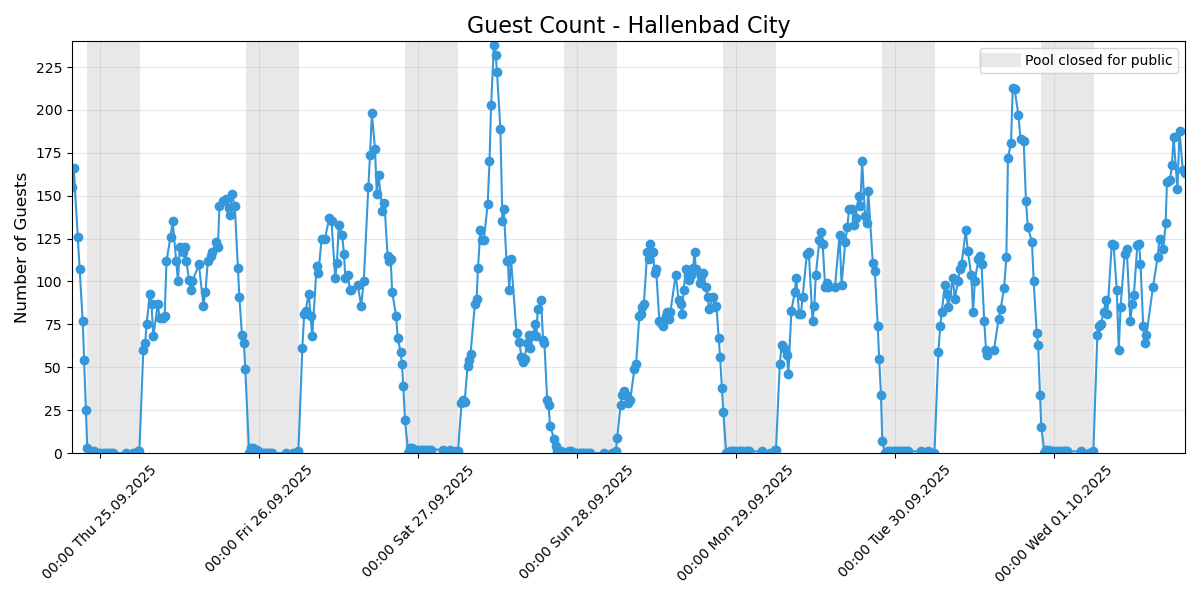 Guest Count - Hallenbad City
Pool closed for public
Number of Guests
225
200
175
150
125
100
75
50
25
0
00:00 Thu 25.09.2025
00:00 Fri 26.09.2025
00:00 Sat 27.09.2025
00:00 Sun 28.09.2025
00:00 Mon 29.09.2025
00:00 Tue 30.09.2025
00:00 Wed 01.10.2025